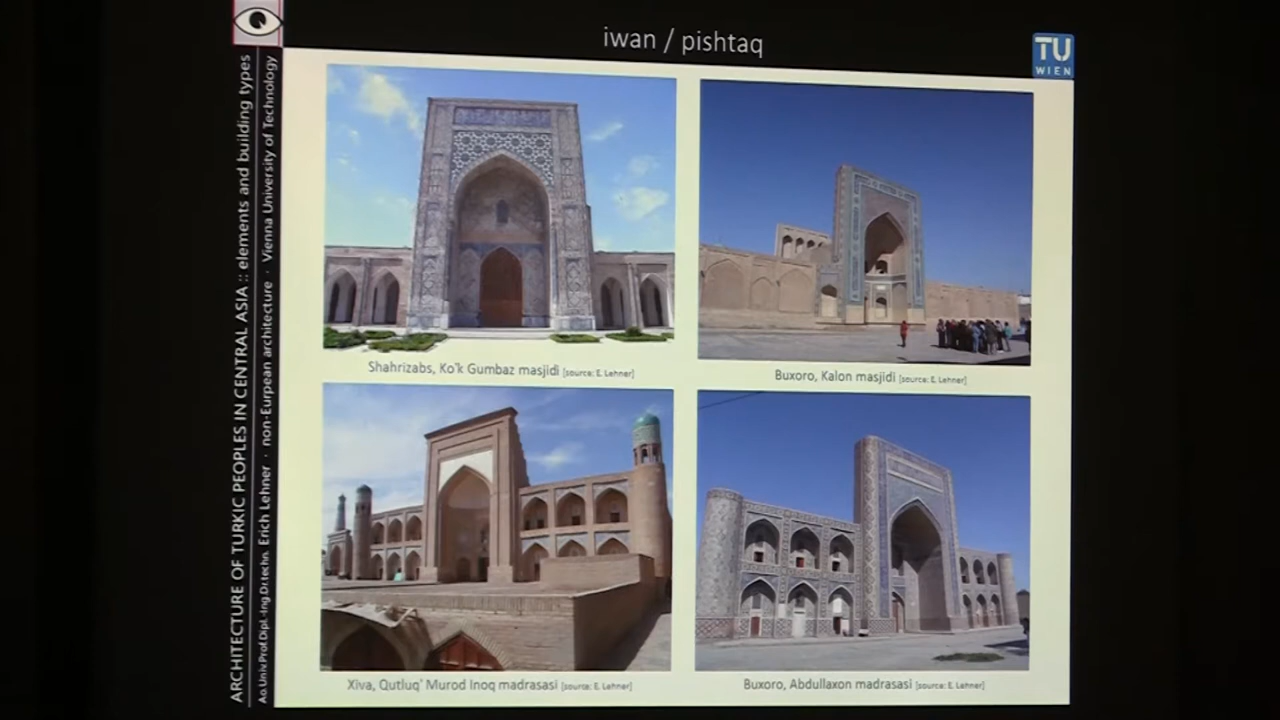 iwan / pishtaq
TU
WIEN
ARCHITECTURE OF TURKIC PEOPLES IN CENTRAL ASIA :: elements and building types
Ao.Univ.Prof.Dipl.-Ing Dr.techn. Erich Lehner · non-Eurpean architecture · Vienna University of Technology
Shahrizabs, Ko'k Gumbaz masjidi [source: E. Lehner]
Buxoro, Kalon masjidi [source: E. Lehner]
Xiva, Qutluq' Murod Inoq madrasasi [source: E. Lehner]
Buxoro, Abdullaxon madrasasi [source: E. Lehner]